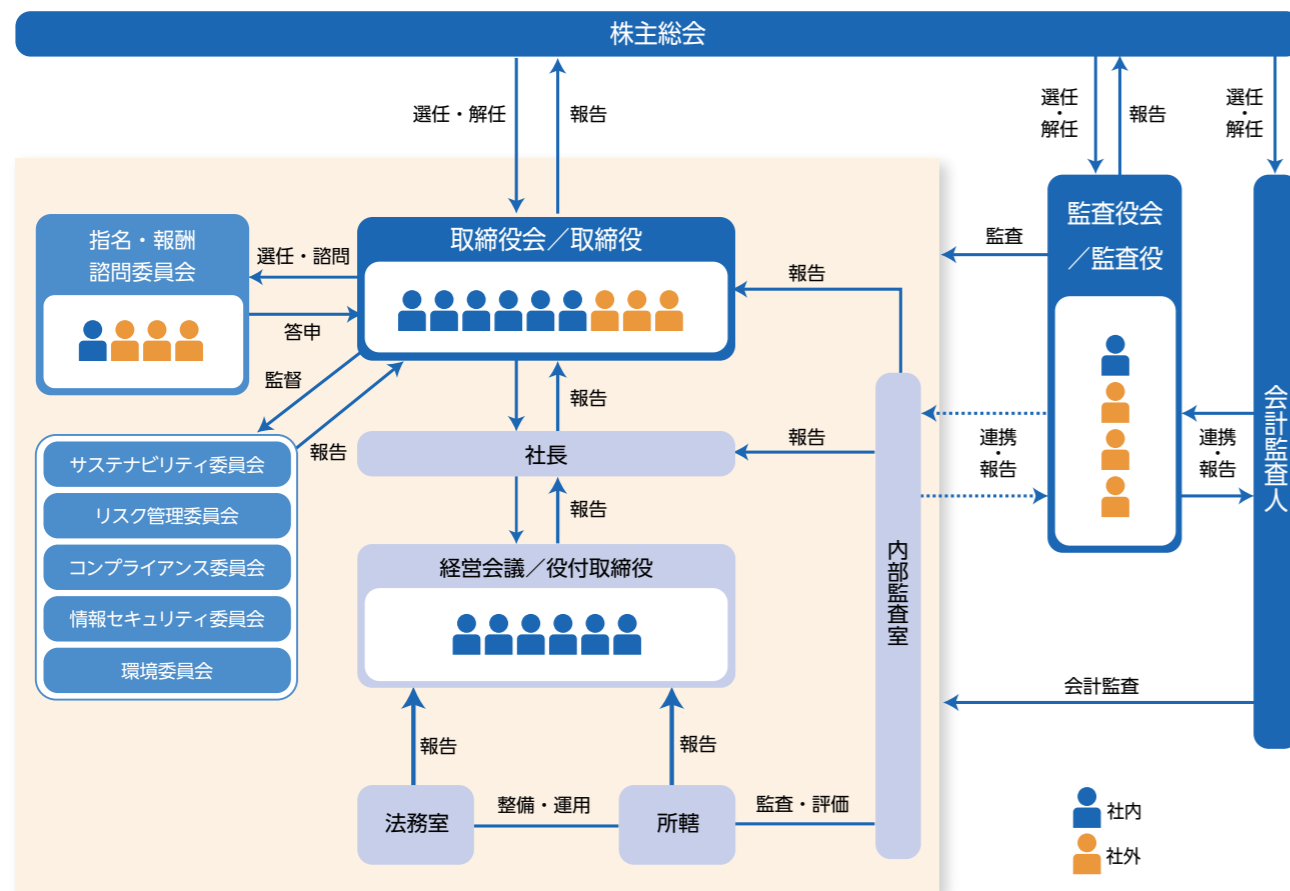 株主総会
選任・解任
報告
選任・解任
報告
選任・解任
指名・報酬
諮問委員会
選任・諮問
答申
取締役会／取締役
監査
監査役会
／監査役
報告
監督
報告
報告
サステナビリティ委員会
リスク管理委員会
コンプライアンス委員会
情報セキュリティ委員会
環境委員会
社長
報告
報告
連携・報告
連携・報告
会計監査人
経営会議／役付取締役
内部監査室
会計監査
報告
報告
法務室
整備・運用
所轄
監査・評価
社内
社外